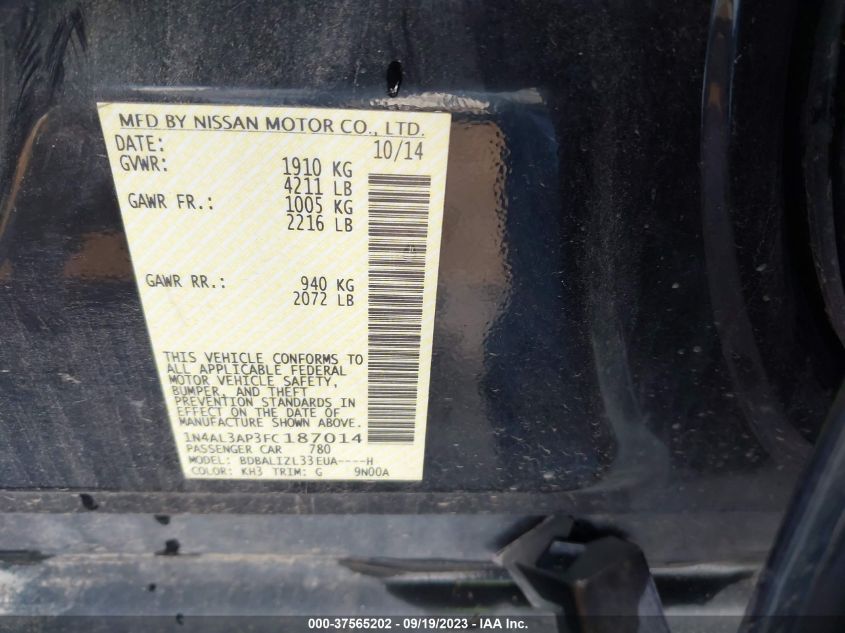 MFD BY NISSAN MOTOR CO., LTD.
DATE: 10/14
GVWR: 1910 KG
4211 LB
GAWR FR.: 1005 KG
2216 LB
GAWR RR.: 940 KG
2072 LB
THIS VEHICLE CONFORMS TO
ALL APPLICABLE FEDERAL
MOTOR VEHICLE SAFETY,
BUMPER, AND THEFT
PREVENTION STANDARDS IN
EFFECT ON THE DATE OF
MANUFACTURE SHOWN ABOVE.
1N4AL3AP3FC187014
PASSENGER CAR 780
MODEL: BDBALIZL33EUA----H
COLOR: KH3 TRIM: G 9N00A
000-37565202 - 09/19/2023 - IAA Inc.